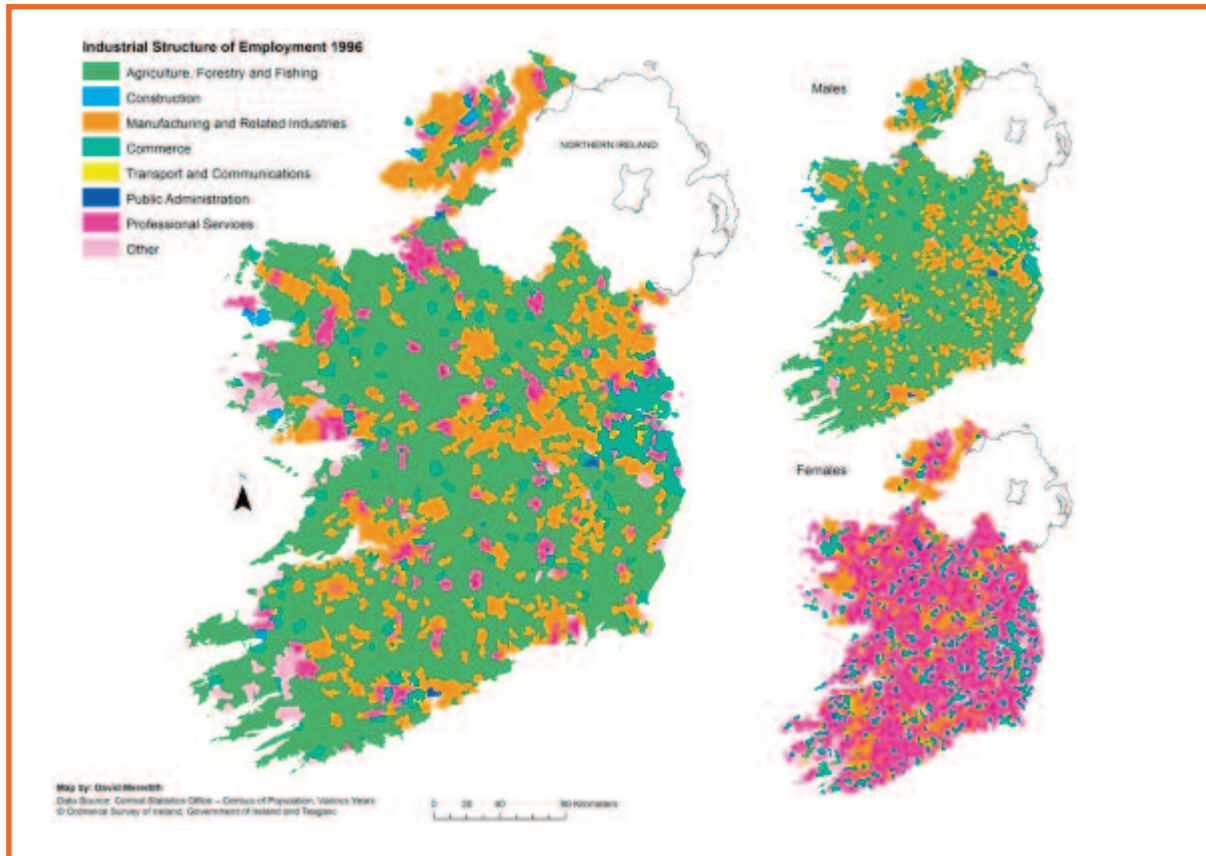 Industrial Structure of Employment 1996
Agriculture, Forestry and Fishing
Construction
Manufacturing and Related Industries
Commerce
Transport and Communications
Public Administration
Professional Services
Other
NORTHERN IRELAND
Males
Females
N
Map by: David Meredith
Data Source: Central Statistics Office – Census of Population, Various Years
© Ordnance Survey of Ireland, Government of Ireland and Teagasc
0 20 40 80 Kilometers